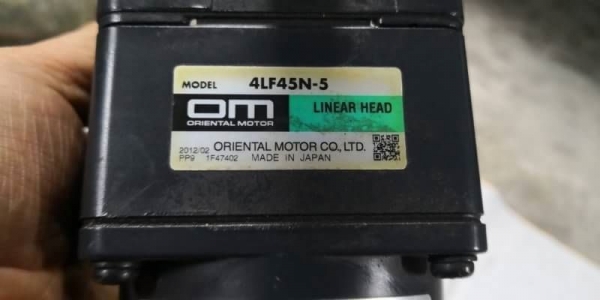 MODEL 4LF45N-5
OM
ORIENTAL MOTOR
LINEAR HEAD
2012/02 ORIENTAL MOTOR CO., LTD.
PP9 1F47402 MADE IN JAPAN